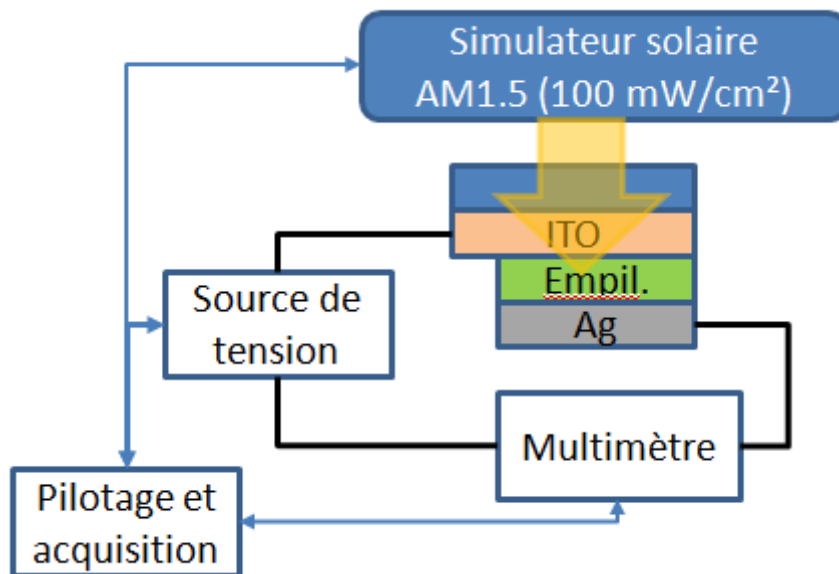 Simulateur solaire
AM1.5 (100 mW/cm²)
ITO
Empil.
Ag
Source de
tension
Multimètre
Pilotage et
acquisition